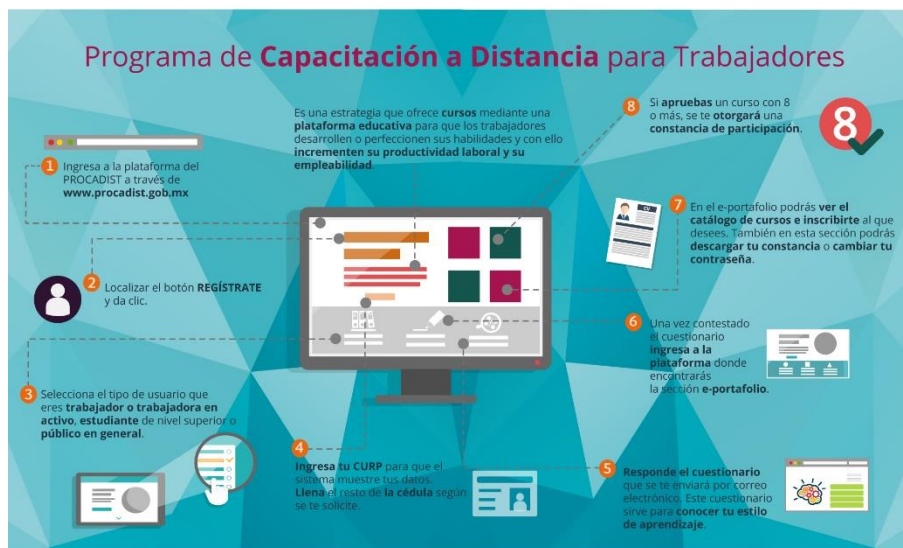 Programa de Capacitación a Distancia para Trabajadores
Es una estrategia que ofrece cursos mediante una
plataforma educativa para que los trabajadores
desarrollen o perfeccionen sus habilidades y con ello
incrementen su productividad laboral y su
empleabilidad.
1
Ingresa a la plataforma del
PROCADIST a través de
www.procadist.gob.mx
2
Localizar el botón REGÍSTRATE
y da clic.
3
Selecciona el tipo de usuario que
eres trabajador o trabajadora en
activo, estudiante de nivel superior o
público en general.
4
Ingresa tu CURP para que el
sistema muestre tus datos.
Llena el resto de la cédula según
se te solicite.
5
Responde el cuestionario
que se te enviará por correo
electrónico. Este cuestionario
sirve para conocer tu estilo
de aprendizaje.
6
Una vez contestado
el cuestionario
ingresa a la
plataforma donde
encontrarás
la sección e-portafolio.
7
En el e-portafolio podrás ver el
catálogo de cursos e inscribirte al que
desees. También en esta sección podrás
descargar tu constancia o cambiar tu
contraseña.
8
Si apruebas un curso con 8
o más, se te otorgará una
constancia de participación.
8